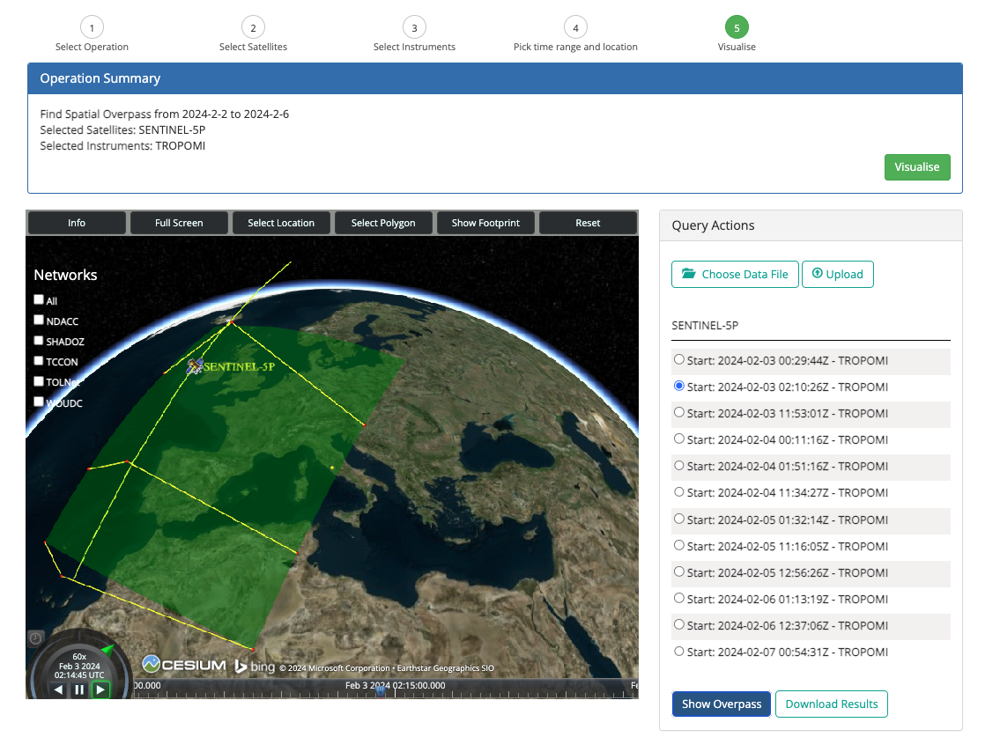 1
Select Operation
2
Select Satellites
3
Select Instruments
4
Pick time range and location
5
Visualise
Operation Summary
Find Spatial Overpass from 2024-2-2 to 2024-2-6
Selected Satellites: SENTINEL-5P
Selected Instruments: TROPOMI
Visualise
Info
Full Screen
Select Location
Select Polygon
Show Footprint
Reset
Networks
All
NDACC
SHADOZ
TCCON
TOLNet
WOUDC
SENTINEL-5P
60x
Feb 3 2024
02:14:45 UTC
CESIUM
bing
© 2024 Microsoft Corporation • Earthstar Geographics SIO
00.000
Feb 3 2024 02:15:00.000
Fe
Query Actions
Choose Data File
Upload
SENTINEL-5P
Start: 2024-02-03 00:29:44Z - TROPOMI
Start: 2024-02-03 02:10:26Z - TROPOMI
Start: 2024-02-03 11:53:01Z - TROPOMI
Start: 2024-02-04 00:11:16Z - TROPOMI
Start: 2024-02-04 01:51:16Z - TROPOMI
Start: 2024-02-04 11:34:27Z - TROPOMI
Start: 2024-02-05 01:32:14Z - TROPOMI
Start: 2024-02-05 11:16:05Z - TROPOMI
Start: 2024-02-05 12:56:26Z - TROPOMI
Start: 2024-02-06 01:13:19Z - TROPOMI
Start: 2024-02-06 12:37:06Z - TROPOMI
Start: 2024-02-07 00:54:31Z - TROPOMI
Show Overpass
Download Results